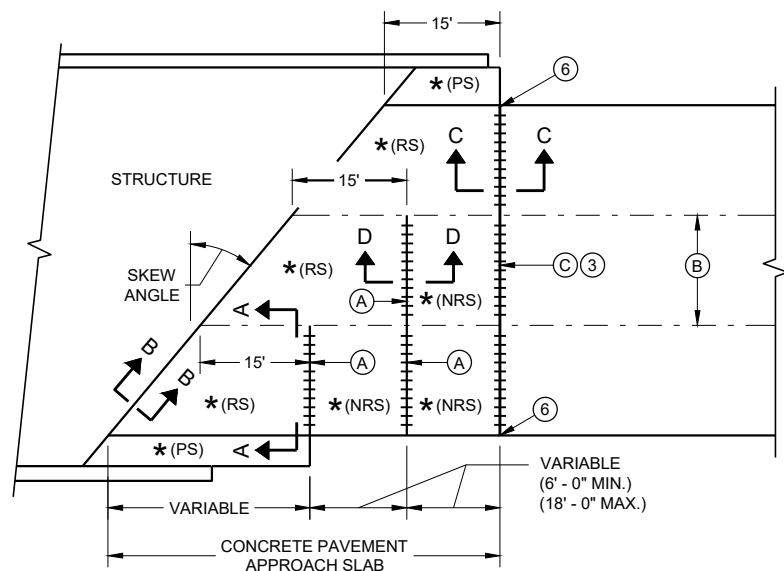 15'
*(PS)
6
*(RS)
C
C
STRUCTURE
15'
D
D
SKEW
ANGLE
*(RS)
C 3
B
A
*(NRS)
A
B
B
15'
A
A
*(RS)
*(NRS)
*(NRS)
6
A
*(PS)
VARIABLE
VARIABLE
(6' - 0" MIN.)
(18' - 0" MAX.)
CONCRETE PAVEMENT
APPROACH SLAB